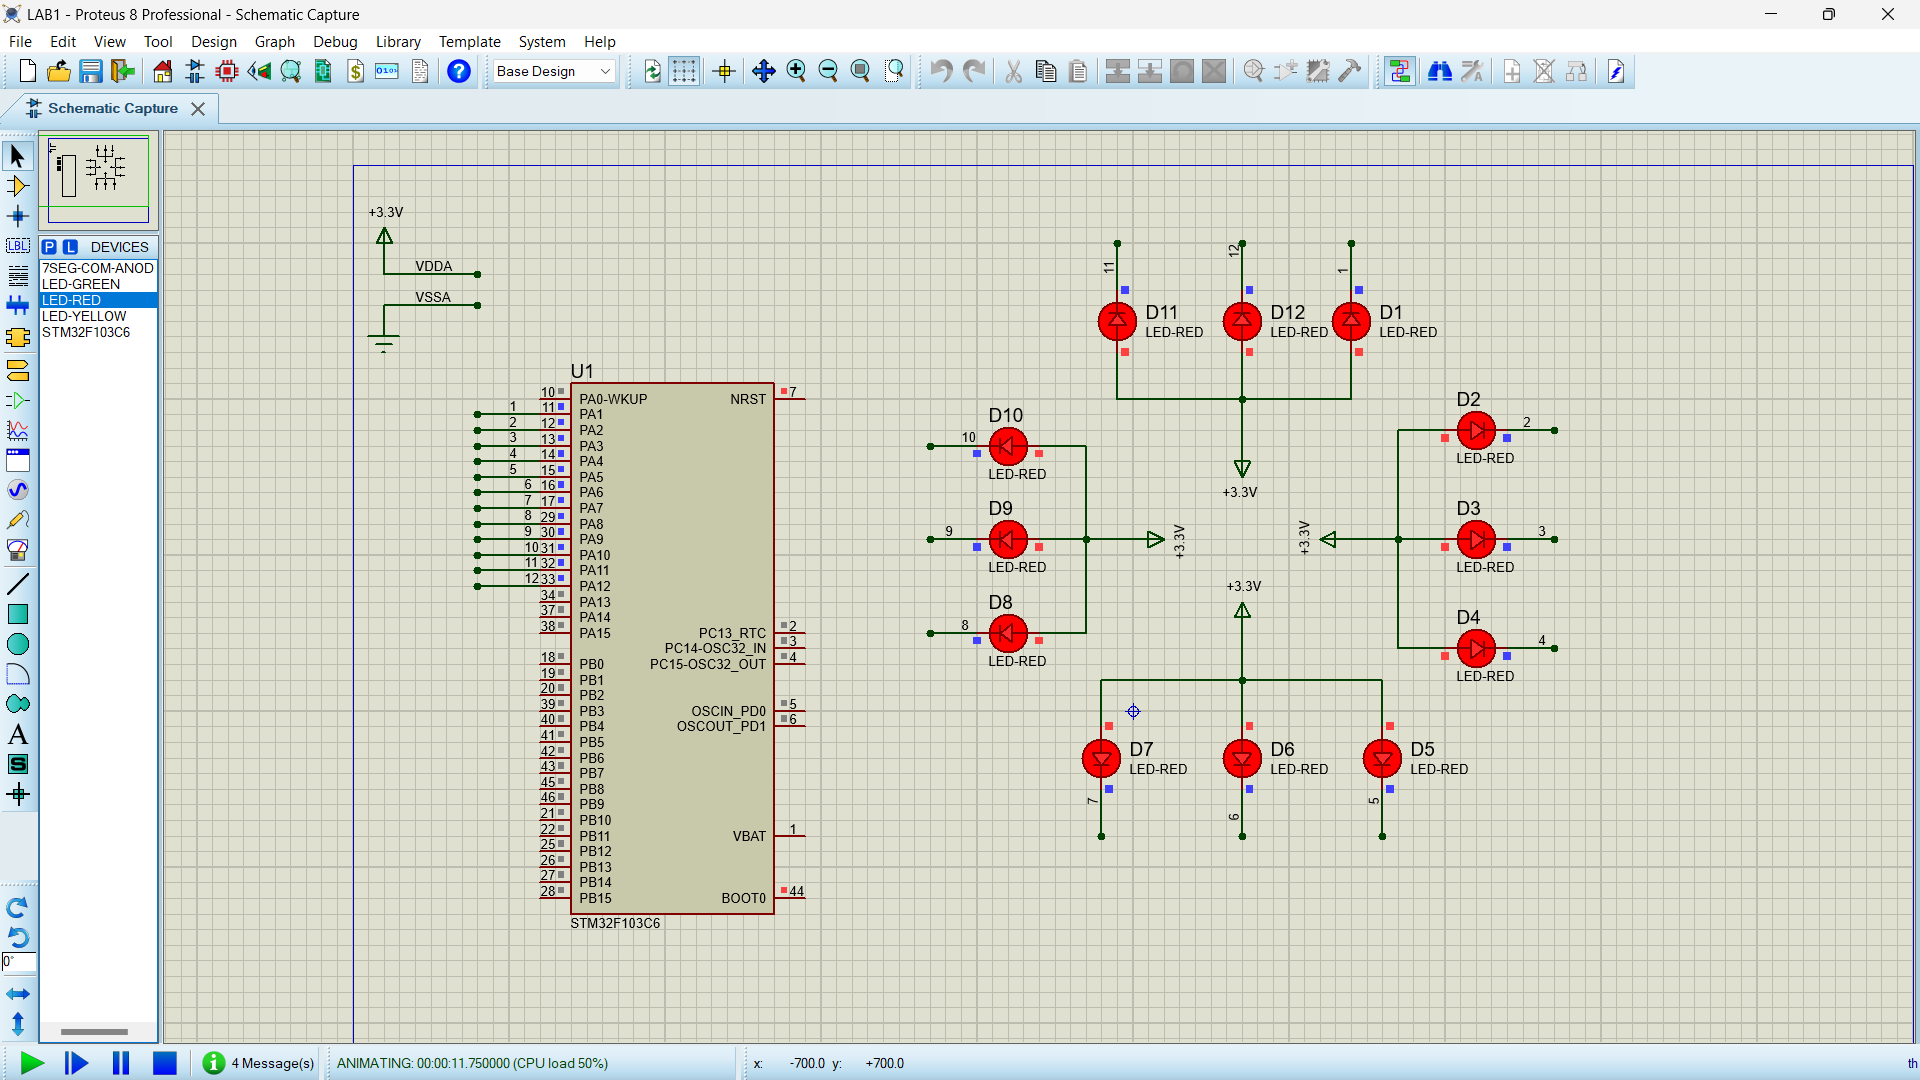 LAB1 - Proteus 8 Professional - Schematic Capture
File Edit View Tool Design Graph Debug Library Template System Help
Base Design
Schematic Capture
P L DEVICES
7SEG-COM-ANOD
LED-GREEN
LED-RED
LED-YELLOW
STM32F103C6
LBL
A
S
0°
+3.3V
VDDA
VSSA
U1
10 PA0-WKUP NRST 7
1 11 PA1
2 12 PA2
3 13 PA3
4 14 PA4
5 15 PA5
6 16 PA6
7 17 PA7
8 29 PA8
9 30 PA9
10 31 PA10
11 32 PA11
12 33 PA12
34 PA13
37 PA14
38 PA15 PC13_RTC 2
PC14-OSC32_IN 3
18 PB0 PC15-OSC32_OUT 4
19 PB1
20 PB2
39 PB3 OSCIN_PD0 5
40 PB4 OSCOUT_PD1 6
41 PB5
42 PB6
43 PB7
45 PB8
46 PB9
21 PB10
22 PB11 VBAT 1
25 PB12
26 PB13
27 PB14
28 PB15 BOOT0 44
STM32F103C6
11 12 1
D11 D12 D1
LED-RED LED-RED LED-RED
+3.3V
D10
10
LED-RED
D9
9
LED-RED
D8
8
LED-RED
+3.3V
+3.3V
D2
2
LED-RED
D3
3
LED-RED
D4
4
LED-RED
+3.3V
D7 D6 D5
LED-RED LED-RED LED-RED
7 6 5
4 Message(s) ANIMATING: 00:00:11.750000 (CPU load 50%) x: -700.0 y: +700.0 th